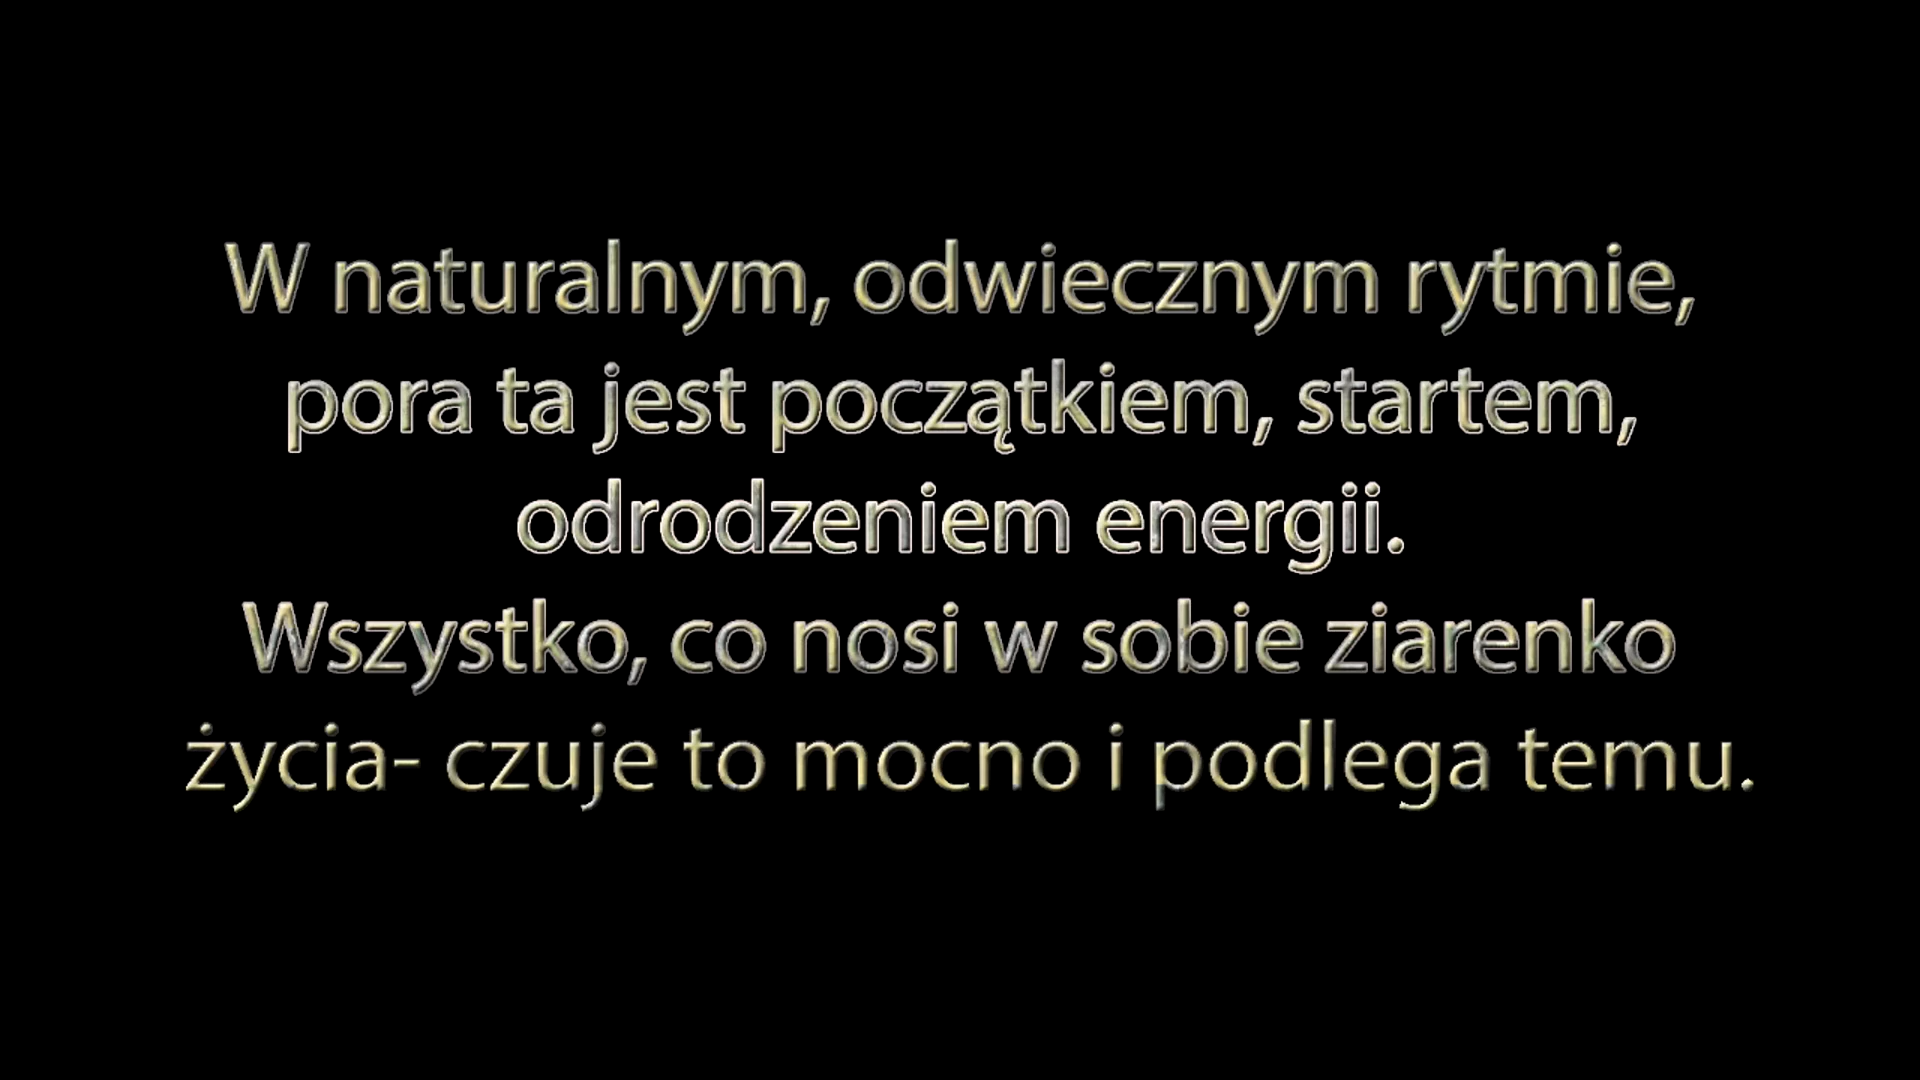 W naturalnym, odwiecznym rytmie,
pora ta jest początkiem, startem,
odrodzeniem energii.
Wszystko, co nosi w sobie ziarenko
życia- czuje to mocno i podlega temu.